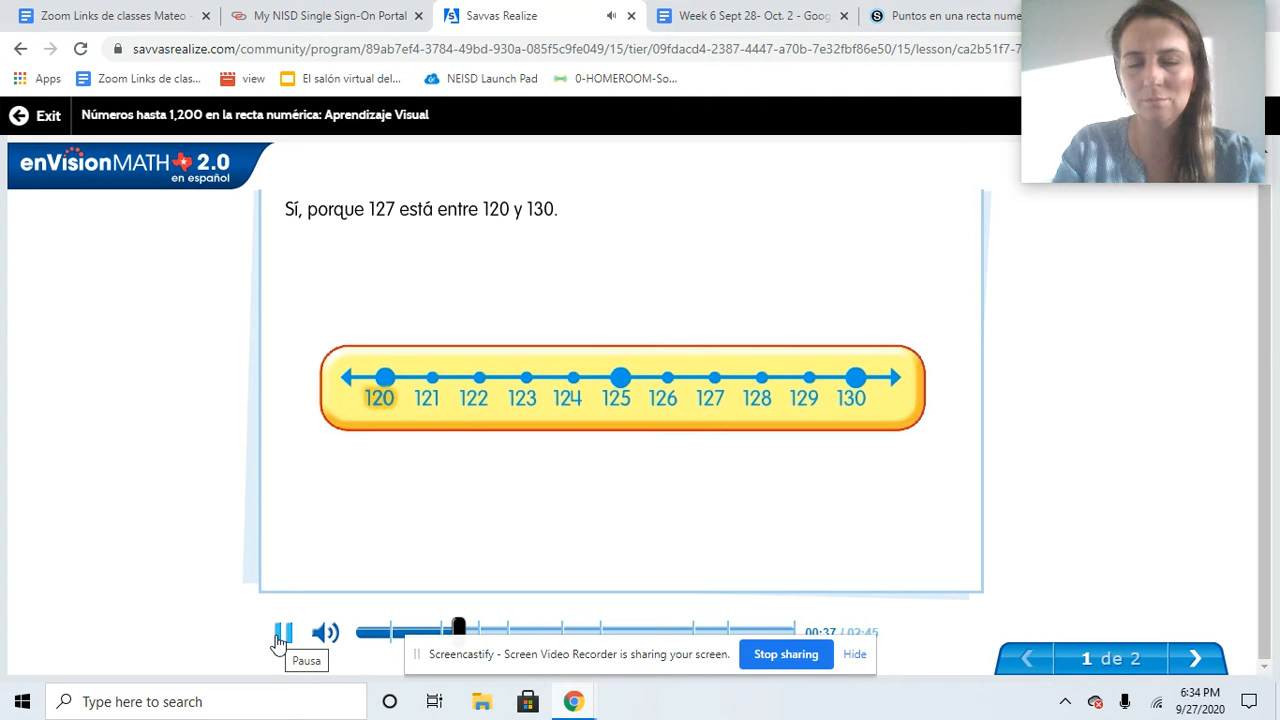 Zoom Links de classes Mateo
My NISD Single Sign-On Portal
Savvas Realize
Week 6 Sept 28- Oct. 2 - Goog
Puntos en una recta nume
savvasrealize.com/community/program/89ab7ef4-3784-49bd-930a-085f5c9fe049/15/tier/09fdacd4-2387-4447-a70b-7e32fbf86e50/15/lesson/ca2b51f7-7
Apps
Zoom Links de clas...
view
El salón virtual del...
NEISD Launch Pad
0-HOMEROOM-So...
Exit
Números hasta 1,200 en la recta numérica: Aprendizaje Visual
enVisionMATH 2.0
en español
Sí, porque 127 está entre 120 y 130.
120 121 122 123 124 125 126 127 128 129 130
00:37 / 02:45
Pausa
Screencastify - Screen Video Recorder is sharing your screen.
Stop sharing
Hide
1 de 2
Type here to search
6:34 PM
9/27/2020